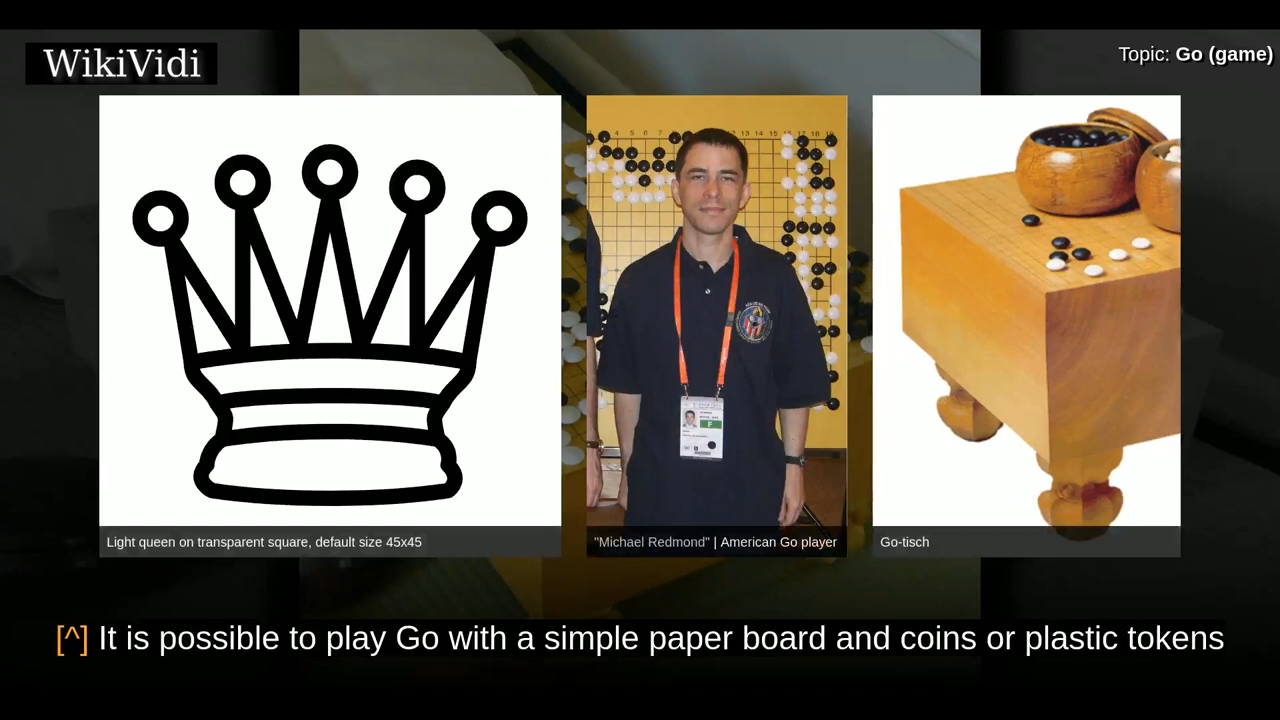 WikiVidi
Topic: Go (game)
Light queen on transparent square, default size 45x45
"Michael Redmond" | American Go player
Go-tisch
[^] It is possible to play Go with a simple paper board and coins or plastic tokens